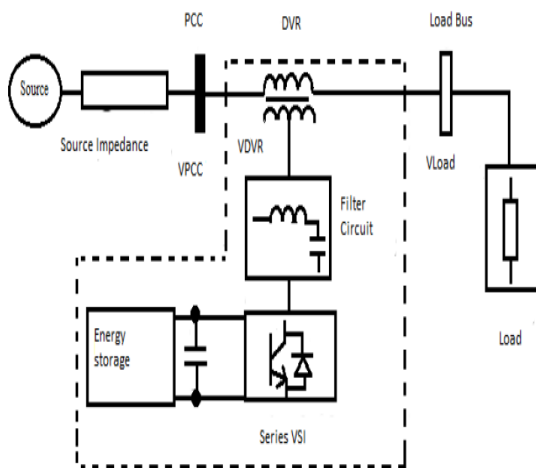 PCC
DVR
Load Bus
Source
Source Impedance
VPCC
VDVR
VLoad
Filter
Circuit
Energy
storage
Load
Series VSI